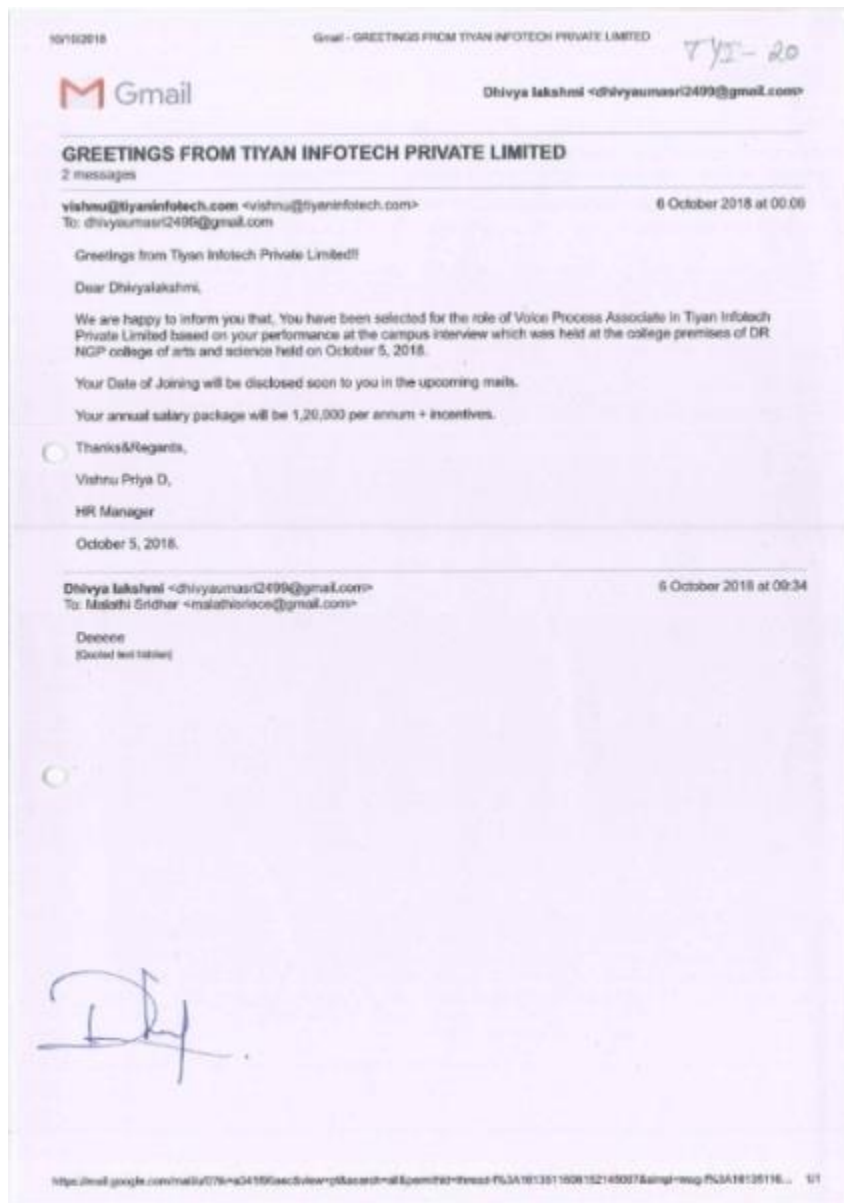 10/10/2018 Gmail - GREETINGS FROM TIYAN INFOTECH PRIVATE LIMITED
TYI - 20
Gmail
Dhivya lakshmi <dhivyaumasri2499@gmail.com>
GREETINGS FROM TIYAN INFOTECH PRIVATE LIMITED
2 messages
vishnu@tiyaninfotech.com <vishnu@tiyaninfotech.com> 6 October 2018 at 00:06
To: dhivyaumasri2499@gmail.com
Greetings from Tiyan Infotech Private Limited!!
Dear Dhivyalakshmi,
We are happy to inform you that, You have been selected for the role of Voice Process Associate in Tiyan Infotech
Private Limited based on your performance at the campus interview which was held at the college premises of DR
NGP college of arts and science held on October 5, 2018.
Your Date of Joining will be disclosed soon to you in the upcoming mails.
Your annual salary package will be 1,20,000 per annum + incentives.
Thanks&Regards,
Vishnu Priya D,
HR Manager
October 5, 2018.
Dhivya lakshmi <dhivyaumasri2499@gmail.com> 6 October 2018 at 09:34
To: Malathi Sridhar
Deeeee
[Quoted text hidden]
1/1